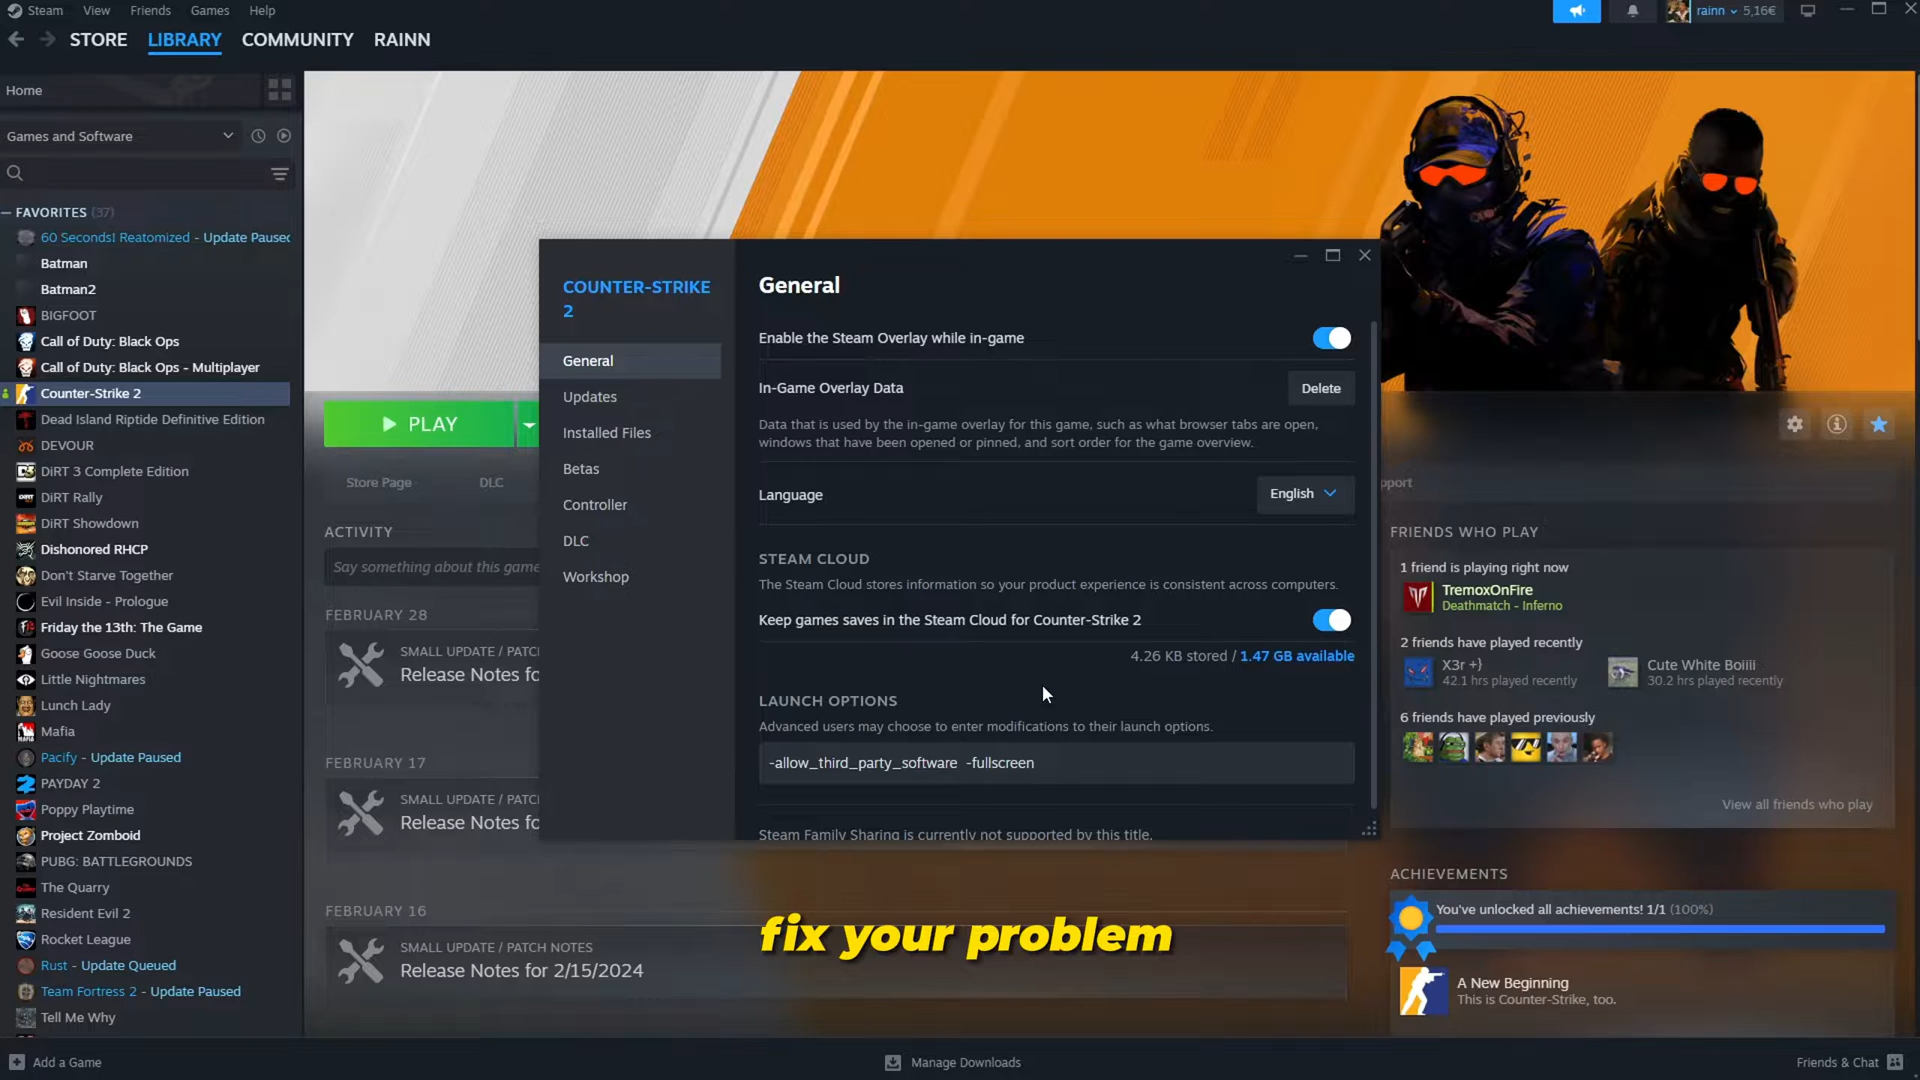 Steam View Friends Games Help
rainn 5,16€
STORE LIBRARY COMMUNITY RAINN
Home
Games and Software
FAVORITES (37)
60 Seconds! Reatomized - Update Paused
Batman
Batman2
BIGFOOT
Call of Duty: Black Ops
Call of Duty: Black Ops - Multiplayer
Counter-Strike 2
Dead Island Riptide Definitive Edition
DEVOUR
DiRT 3 Complete Edition
DiRT Rally
DiRT Showdown
Dishonored RHCP
Don't Starve Together
Evil Inside - Prologue
Friday the 13th: The Game
Goose Goose Duck
Little Nightmares
Lunch Lady
Mafia
Pacify - Update Paused
PAYDAY 2
Poppy Playtime
Project Zomboid
PUBG: BATTLEGROUNDS
The Quarry
Resident Evil 2
Rocket League
Rust - Update Queued
Team Fortress 2 - Update Paused
Tell Me Why
Add a Game
PLAY
Store Page DLC
ACTIVITY
Say something about this game
FEBRUARY 28
SMALL UPDATE / PATCH
Release Notes fo
FEBRUARY 17
SMALL UPDATE / PATCH
Release Notes fo
FEBRUARY 16
SMALL UPDATE / PATCH NOTES
Release Notes for 2/15/2024
COUNTER-STRIKE
2
General
Updates
Installed Files
Betas
Controller
DLC
Workshop
General
Enable the Steam Overlay while in-game
In-Game Overlay Data Delete
Data that is used by the in-game overlay for this game, such as what browser tabs are open,
windows that have been opened or pinned, and sort order for the game overview.
Language English
STEAM CLOUD
The Steam Cloud stores information so your product experience is consistent across computers.
Keep games saves in the Steam Cloud for Counter-Strike 2
4.26 KB stored / 1.47 GB available
LAUNCH OPTIONS
Advanced users may choose to enter modifications to their launch options.
-allow_third_party_software -fullscreen
Steam Family Sharing is currently not supported by this title.
fix your problem
pport
FRIENDS WHO PLAY
1 friend is playing right now
TremoxOnFire
Deathmatch - Inferno
2 friends have played recently
X3r +}
42.1 hrs played recently
Cute White Boiiii
30.2 hrs played recently
6 friends have played previously
View all friends who play
ACHIEVEMENTS
You've unlocked all achievements! 1/1 (100%)
A New Beginning
This is Counter-Strike, too.
Manage Downloads
Friends & Chat